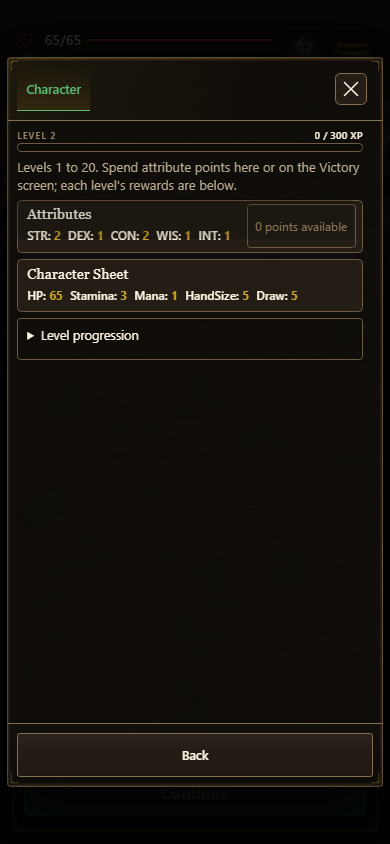 65/65
Character
LEVEL 2
0 / 300 XP
Levels 1 to 20. Spend attribute points here or on the Victory
screen; each level's rewards are below.
Attributes
STR: 2 DEX: 1 CON: 2 WIS: 1 INT: 1
0 points available
Character Sheet
HP: 65 Stamina: 3 Mana: 1 HandSize: 5 Draw: 5
Level progression
Back
Continue